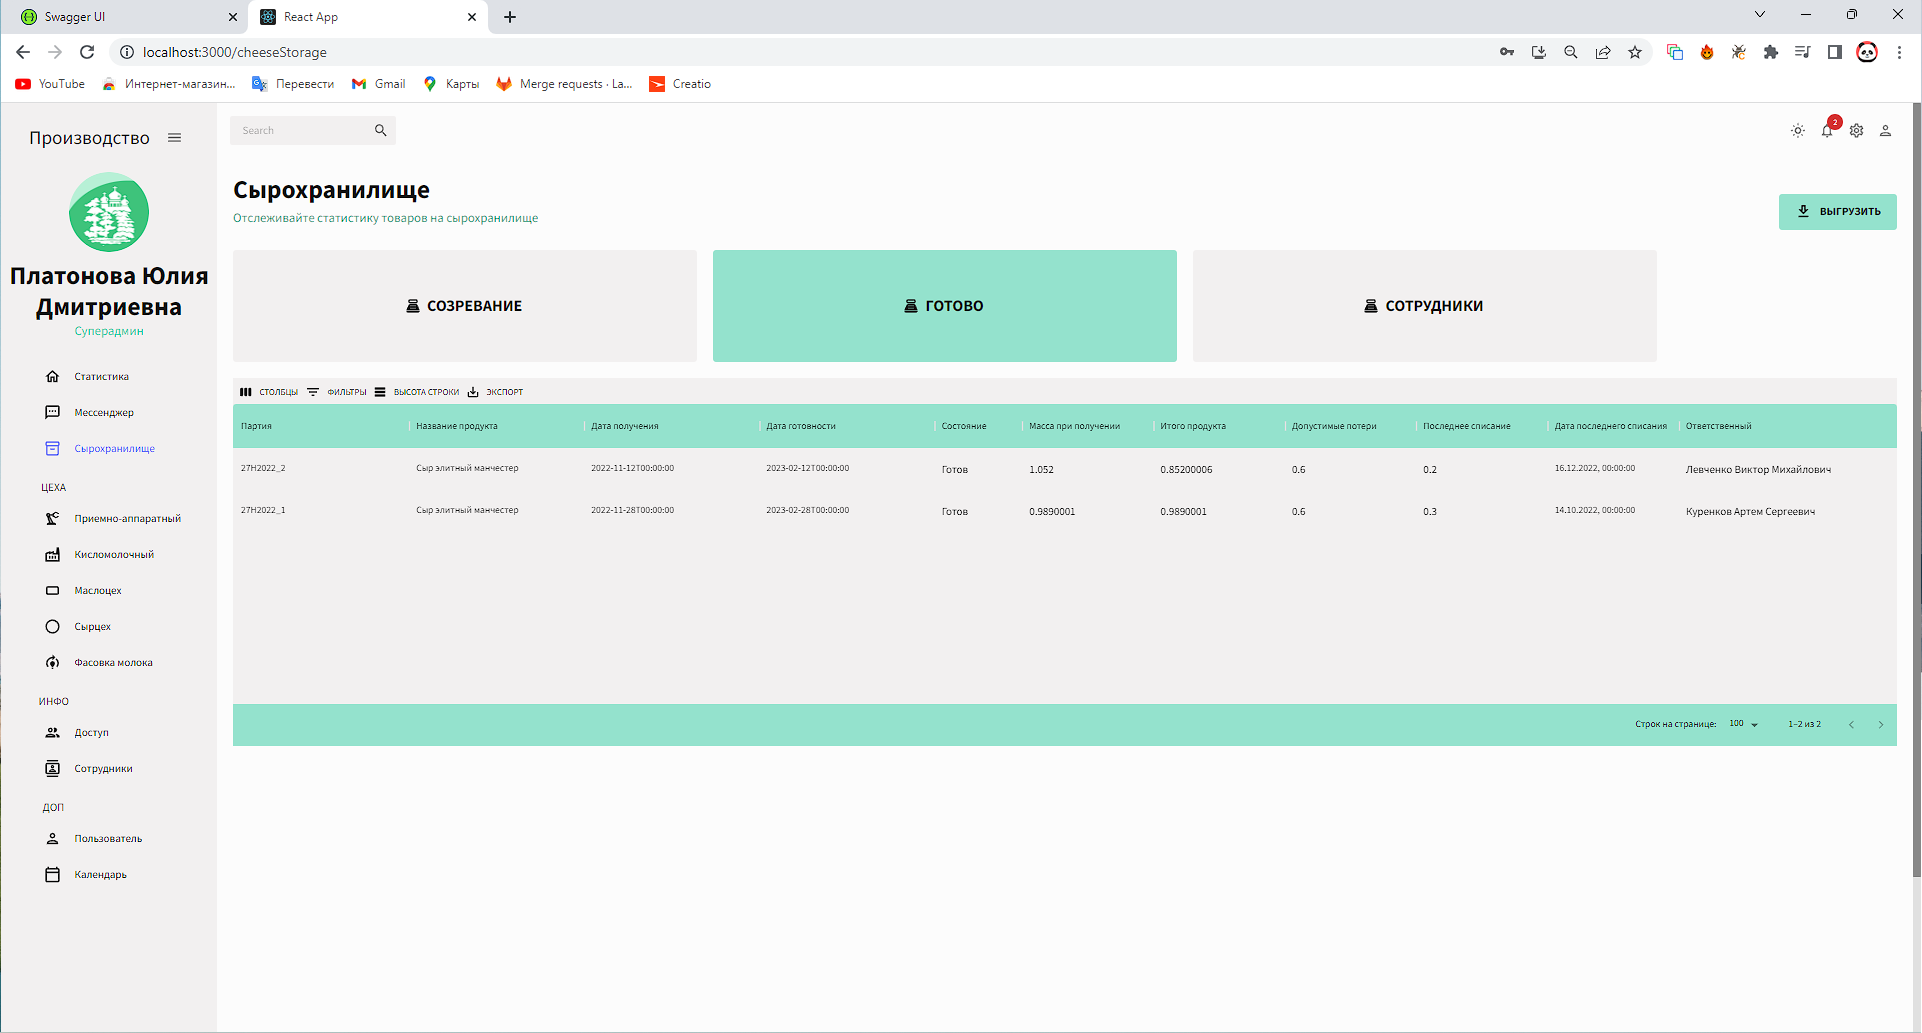 Swagger UI
React App
localhost:3000/cheeseStorage
YouTube
Интернет-магазин...
Перевести
Gmail
Карты
Merge requests · La...
Creatio
Производство
Search
2
Сырохранилище
Отслеживайте статистику товаров на сырохранилище
ВЫГРУЗИТЬ
Платонова Юлия
Дмитриевна
Суперадмин
СОЗРЕВАНИЕ
ГОТОВО
СОТРУДНИКИ
Статистика
Мессенджер
Сырохранилище
ЦЕХА
Приемно-аппаратный
Кисломолочный
Маслоцех
Сырцех
Фасовка молока
ИНФО
Доступ
Сотрудники
ДОП
Пользователь
Календарь
СТОЛБЦЫ ФИЛЬТРЫ ВЫСОТА СТРОКИ ЭКСПОРТ
Партия Название продукта Дата получения Дата готовности Состояние Масса при получении Итого продукта Допустимые потери Последнее списание Дата последнего списания Ответственный
27H2022_2 Сыр элитный манчестер 2022-11-12T00:00:00 2023-02-12T00:00:00 Готов 1.052 0.85200006 0.6 0.2 16.12.2022, 00:00:00 Левченко Виктор Михайлович
27H2022_1 Сыр элитный манчестер 2022-11-28T00:00:00 2023-02-28T00:00:00 Готов 0.9890001 0.9890001 0.6 0.3 14.10.2022, 00:00:00 Куренков Артем Сергеевич
Строк на странице: 100 1–2 из 2